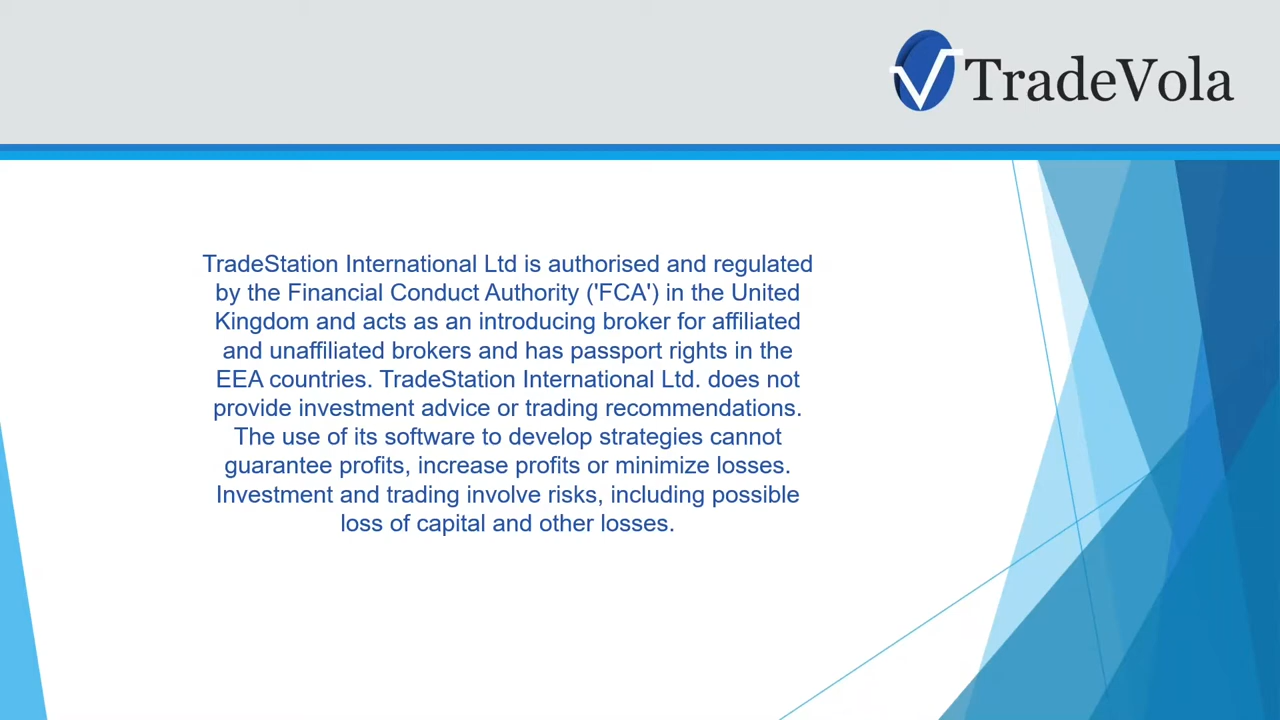 TradeVola
TradeStation International Ltd is authorised and regulated
by the Financial Conduct Authority ('FCA') in the United
Kingdom and acts as an introducing broker for affiliated
and unaffiliated brokers and has passport rights in the
EEA countries. TradeStation International Ltd. does not
provide investment advice or trading recommendations.
The use of its software to develop strategies cannot
guarantee profits, increase profits or minimize losses.
Investment and trading involve risks, including possible
loss of capital and other losses.